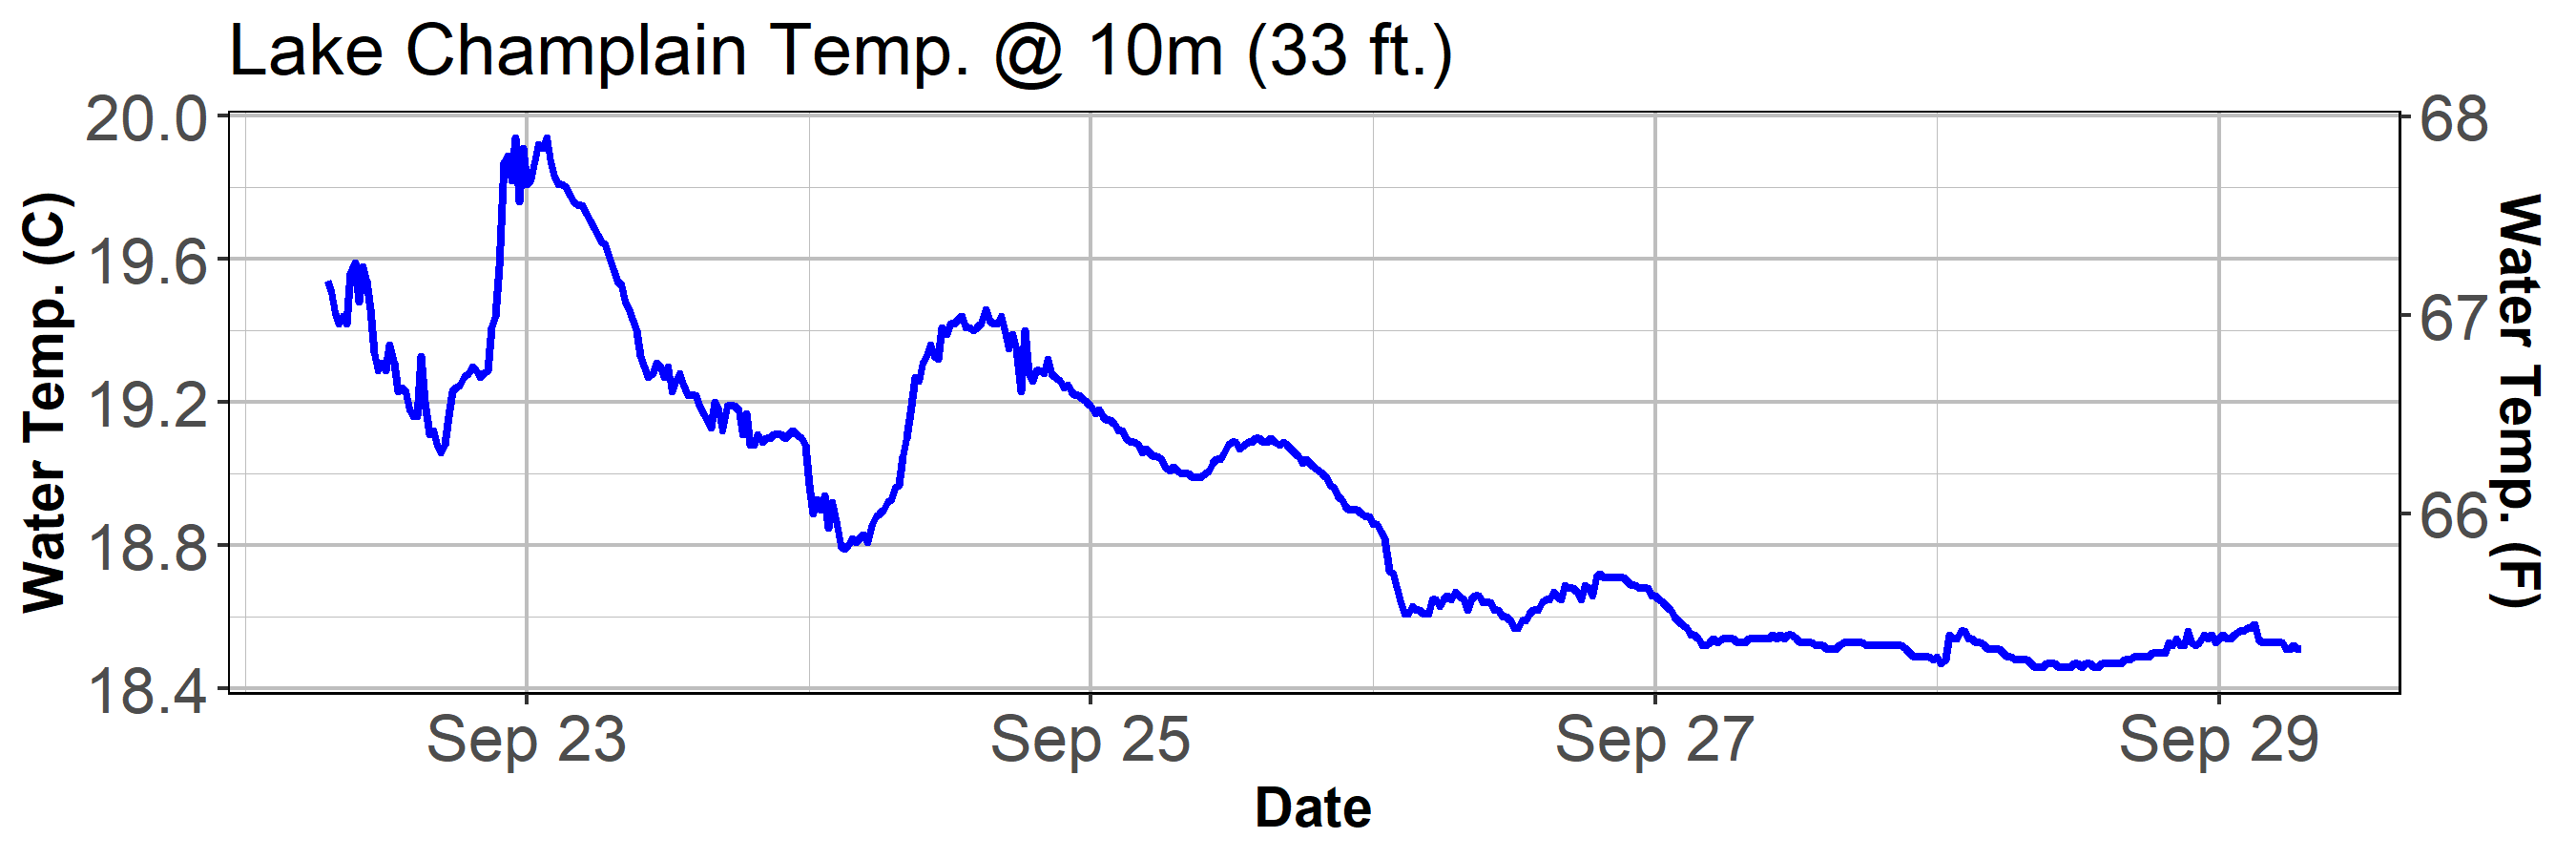 Lake Champlain Temp. @ 10m (33 ft.)
Water Temp. (C)
20.0
19.6
19.2
18.8
18.4
68
67
66
Water Temp. (F)
Sep 23 Sep 25 Sep 27 Sep 29
Date